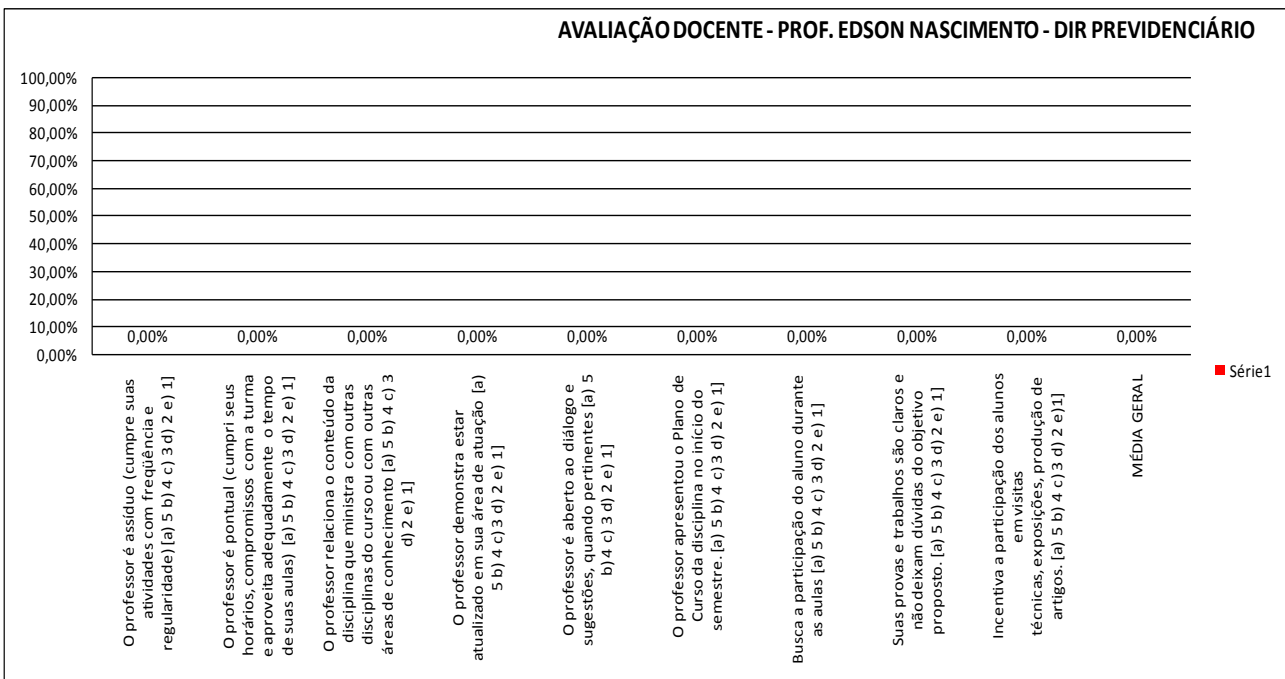 AVALIAÇÃO DOCENTE - PROF. EDSON NASCIMENTO - DIR PREVIDENCIÁRIO
100,00%
90,00%
80,00%
70,00%
60,00%
50,00%
40,00%
30,00%
20,00%
10,00%
0,00%
0,00%
0,00%
0,00%
0,00%
0,00%
0,00%
0,00%
0,00%
0,00%
0,00%
O professor é assíduo (cumpre suas
atividades com freqüência e
regularidade) [a) 5 b) 4 c) 3 d) 2 e) 1]
O professor é pontual (cumpri seus
horários, compromissos com a turma
e aproveita adequadamente o tempo
de suas aulas) [a) 5 b) 4 c) 3 d) 2 e) 1]
O professor relaciona o conteúdo da
disciplina que ministra com outras
disciplinas do curso ou com outras
áreas de conhecimento [a) 5 b) 4 c) 3
d) 2 e) 1]
O professor demonstra estar
atualizado em sua área de atuação [a)
5 b) 4 c) 3 d) 2 e) 1]
O professor é aberto ao diálogo e
sugestões, quando pertinentes [a) 5
b) 4 c) 3 d) 2 e) 1]
O professor apresentou o Plano de
Curso da disciplina no início do
semestre. [a) 5 b) 4 c) 3 d) 2 e) 1]
Busca a participação do aluno durante
as aulas [a) 5 b) 4 c) 3 d) 2 e) 1]
Suas provas e trabalhos são claros e
não deixam dúvidas do objetivo
proposto. [a) 5 b) 4 c) 3 d) 2 e) 1]
Incentiva a participação dos alunos
em visitas
técnicas, exposições, produção de
artigos. [a) 5 b) 4 c) 3 d) 2 e) 1]
MÉDIA GERAL
Série1